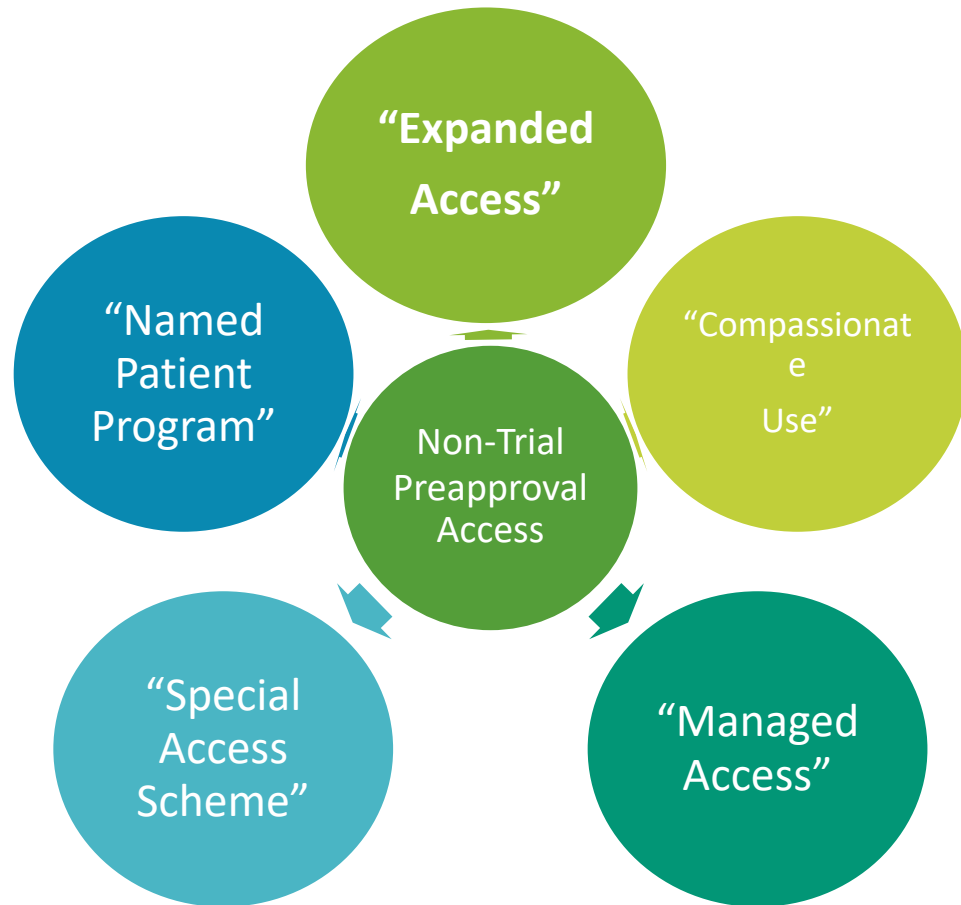 “Expanded
Access”
“Named
Patient
Program”
“Compassionat
e
Use”
Non-Trial
Preapproval
Access
“Special
Access
Scheme”
“Managed
Access”